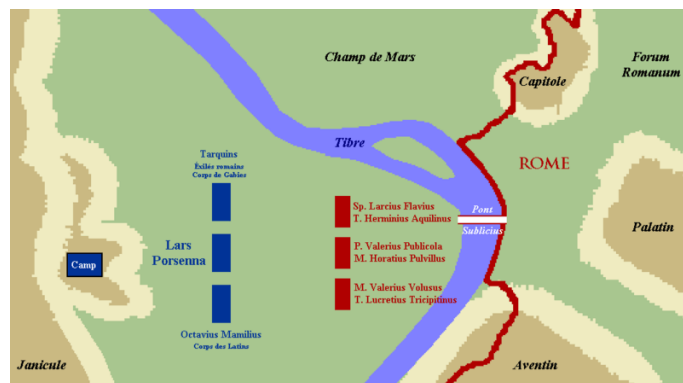 Champ de Mars
Forum
Romanum
Capitole
Tibre
Tarquins
Éxilés romains
Corps de Gabies
ROME
Sp. Larcius Flavius
T. Herminius Aquilinus
Pont
Sublicius
Palatin
Lars
Porsenna
P. Valerius Publicola
M. Horatius Pulvillus
Camp
M. Valerius Volusus
T. Lucretius Tricipitinus
Octavius Mamilius
Corps des Latins
Janicule
Aventin